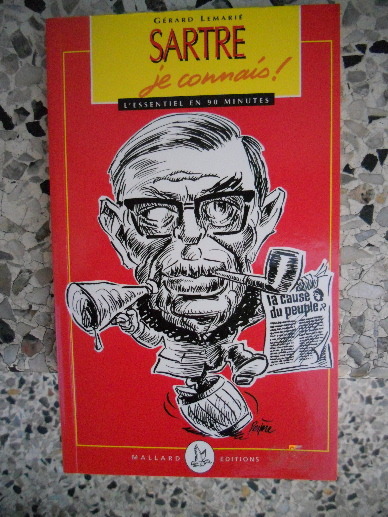 GÉRARD LEMARIÉ
SARTRE
je connais!
L'ESSENTIEL EN 90 MINUTES
la cause
du peuple
MALLARD EDITIONS